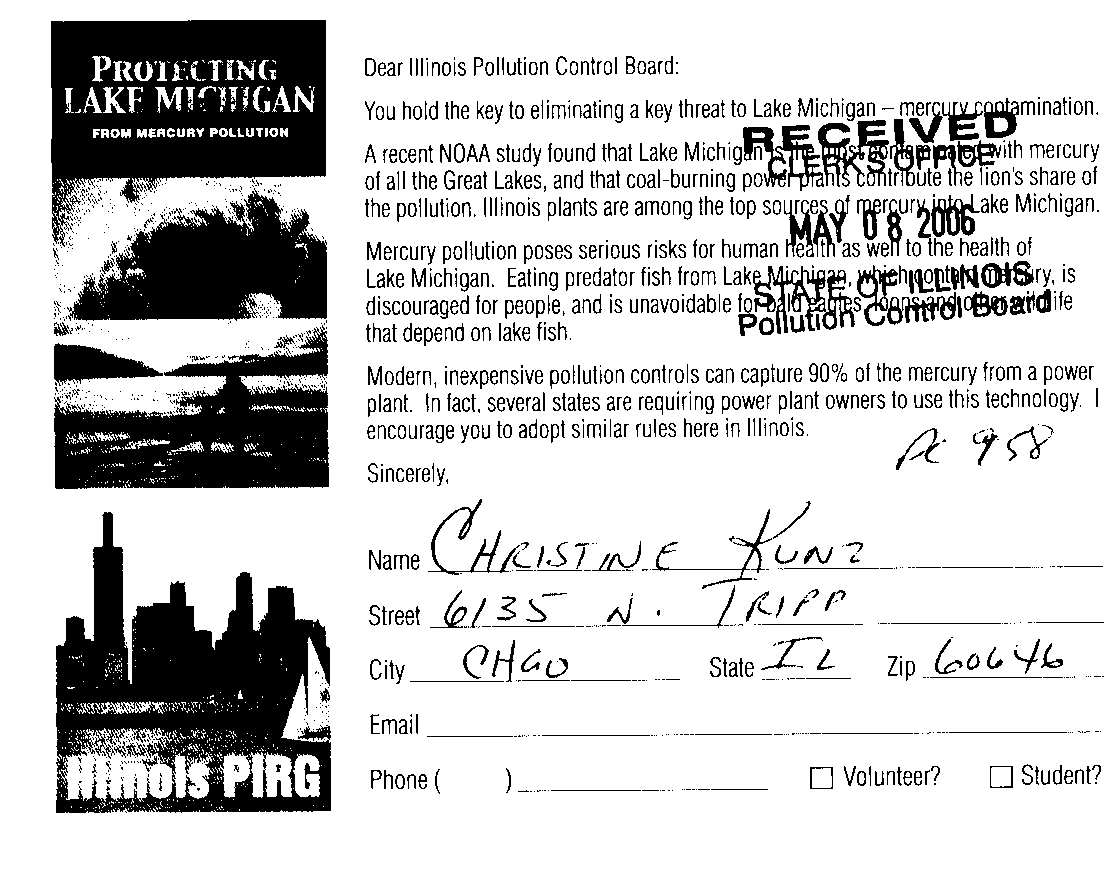 PROTECTING
LAKE MICHIGAN
FROM MERCURY POLLUTION
Illinois PIRG
Dear Illinois Pollution Control Board:
You hold the key to eliminating a key threat to Lake Michigan – mercury contamination.
A recent NOAA study found that Lake Michigan is the most contaminated with mercury
of all the Great Lakes, and that coal-burning power plants contribute the lion's share of
the pollution. Illinois plants are among the top sources of mercury into Lake Michigan.
Mercury pollution poses serious risks for human health as well to the health of
Lake Michigan. Eating predator fish from Lake Michigan, which contain mercury, is
discouraged for people, and is unavoidable for bald eagles, loons and other wildlife
that depend on lake fish.
RECEIVED
CLERK'S OFFICE
MAY 08 2006
STATE OF ILLINOIS
Pollution Control Board
Modern, inexpensive pollution controls can capture 90% of the mercury from a power
plant. In fact, several states are requiring power plant owners to use this technology. I
encourage you to adopt similar rules here in Illinois.
PC 958
Sincerely,
Name CHRISTINE KUNZ
Street 6135 N. TRIPP
City CHGO State IL Zip 60646
Email
Phone ( )
Volunteer? Student?